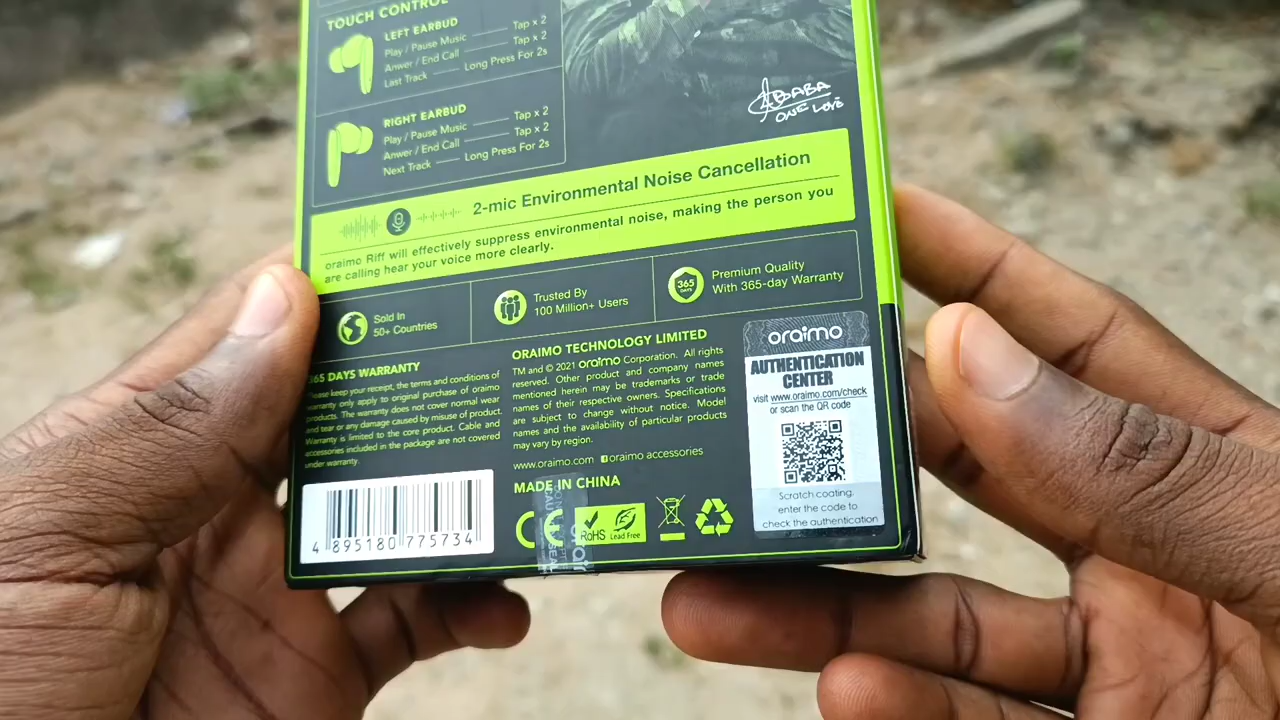 TOUCH CONTROL
LEFT EARBUD
Play / Pause Music Tap x 2
Anwer / End Call Tap x 2
Last Track Long Press For 2s
RIGHT EARBUD
Play / Pause Music Tap x 2
Anwer / End Call Tap x 2
Next Track Long Press For 2s
BABA
ONE LOVE
2-mic Environmental Noise Cancellation
oraimo Riff will effectively suppress environmental noise, making the person you
are calling hear your voice more clearly.
Sold In
50+ Countries
Trusted By
100 Million+ Users
365
DAYS
Premium Quality
With 365-day Warranty
365 DAYS WARRANTY
Please keep your receipt, the terms and conditions of
warranty only apply to original purchase of oraimo
products. The warranty does not cover normal wear
and tear or any damage caused by misuse of product.
Warranty is limited to the core product. Cable and
accessories included in the package are not covered
under warranty.
4 895180 775734
ORAIMO TECHNOLOGY LIMITED
TM and © 2021 oraimo Corporation. All rights
reserved. Other product and company names
mentioned herein may be trademarks or trade
names of their respective owners. Specifications
are subject to change without notice. Model
names and the availability of particular products
may vary by region.
www.oraimo.com oraimo accessories
MADE IN CHINA
CE
RoHS Lead Free
oraimo
AUTHENTICATION
CENTER
visit www.oraimo.com/check
or scan the QR code
Scratch coating,
enter the code to
check the authentication